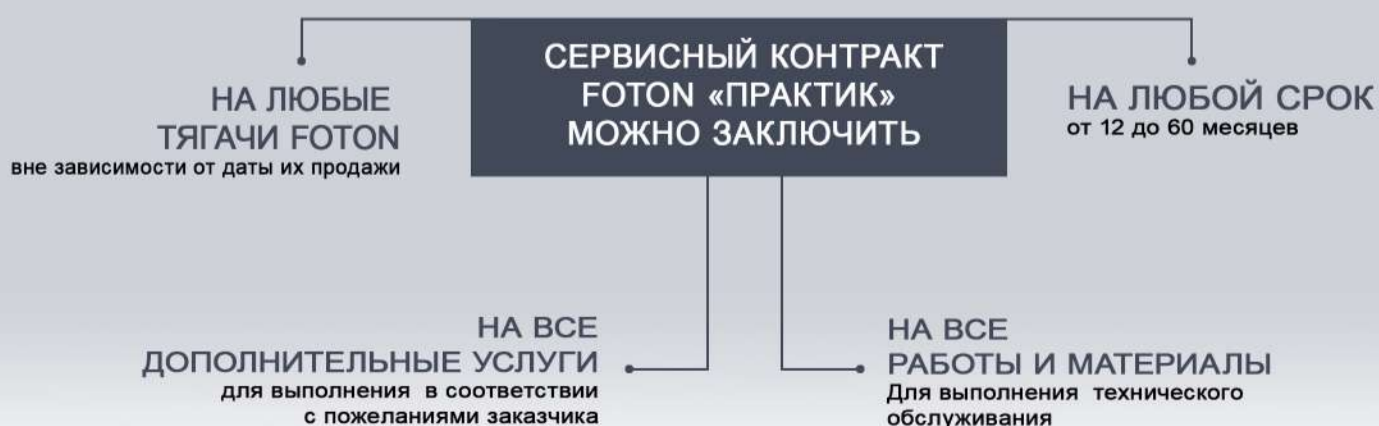 СЕРВИСНЫЙ КОНТРАКТ
FOTON «ПРАКТИК»
МОЖНО ЗАКЛЮЧИТЬ
НА ЛЮБЫЕ
ТЯГАЧИ FOTON
вне зависимости от даты их продажи
НА ЛЮБОЙ СРОК
от 12 до 60 месяцев
НА ВСЕ
ДОПОЛНИТЕЛЬНЫЕ УСЛУГИ
для выполнения в соответствии
с пожеланиями заказчика
НА ВСЕ
РАБОТЫ И МАТЕРИАЛЫ
Для выполнения технического
обслуживания